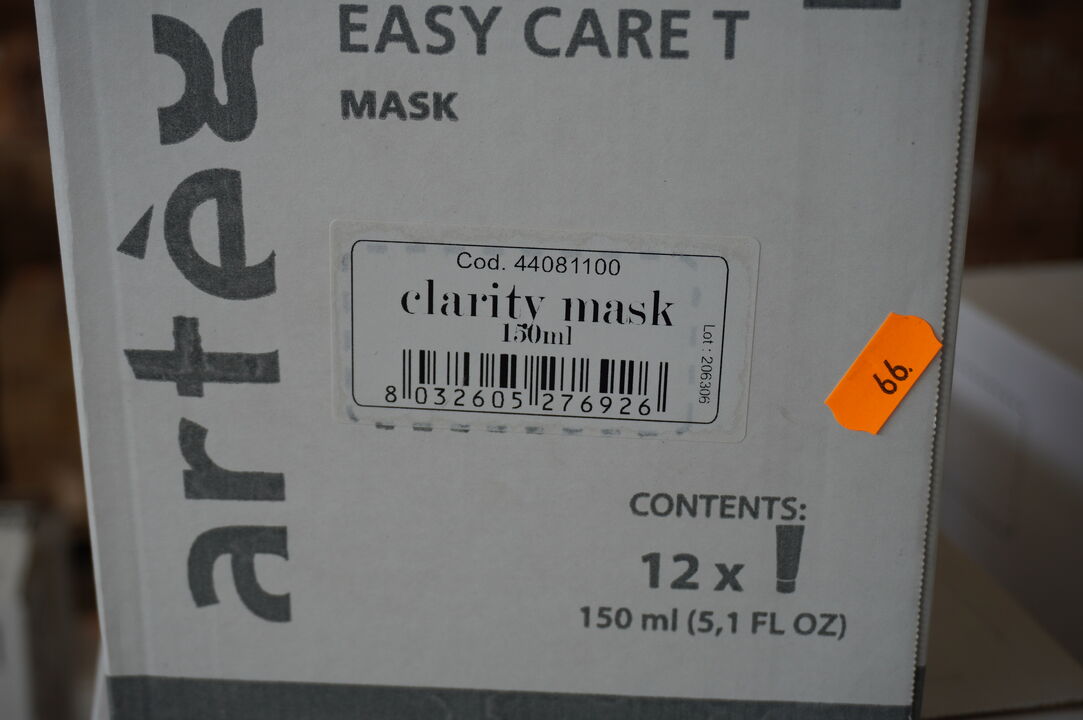 artèx
EASY CARE T
MASK
Cod. 44081100
clarity mask
150ml
Lot : 206306
8 032605 276926
66.
CONTENTS:
12 x
150 ml (5,1 FL OZ)